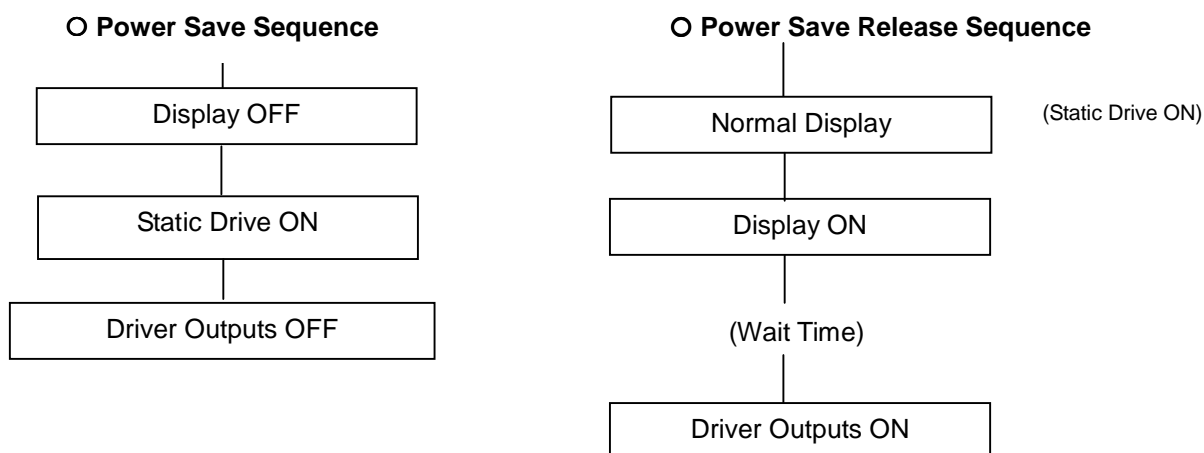 O Power Save Sequence
Display OFF
Static Drive ON
Driver Outputs OFF
O Power Save Release Sequence
Normal Display
(Static Drive ON)
Display ON
(Wait Time)
Driver Outputs ON